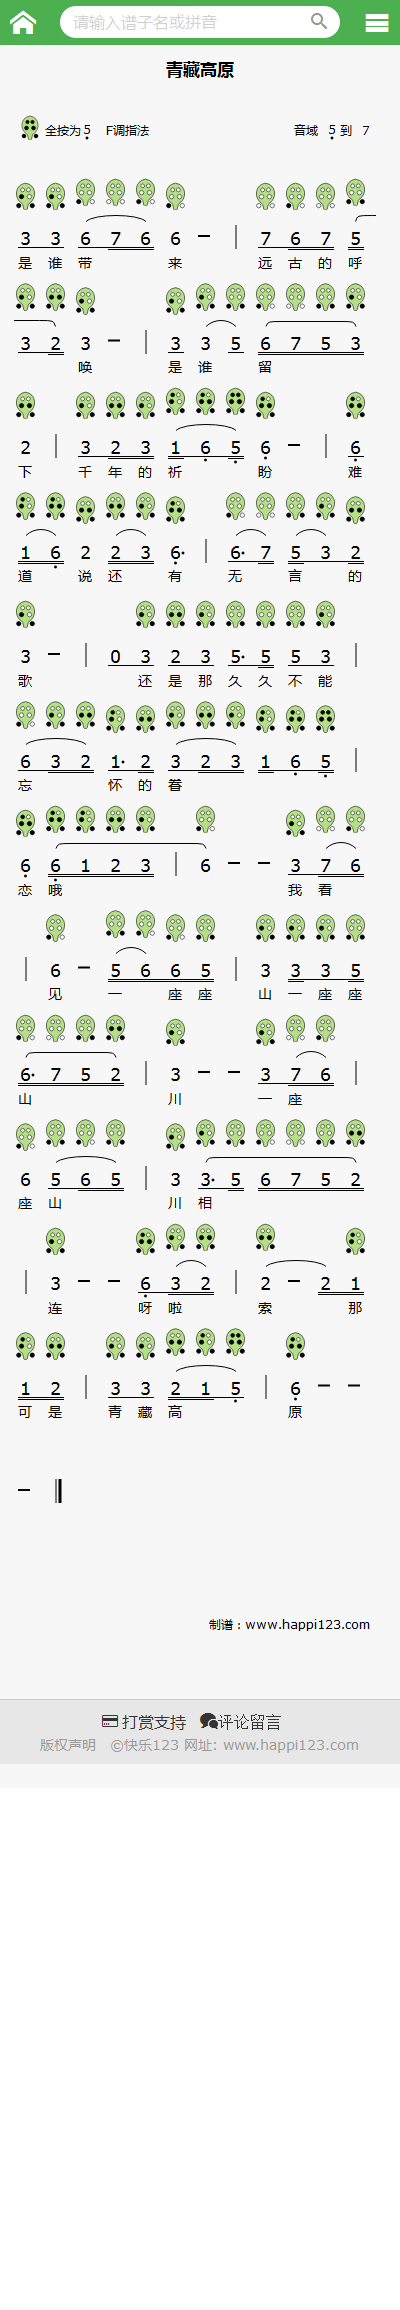 请输入谱子名或拼音
青藏高原
全按为 5̣ F调指法 音域 5̣ 到 7
3 3 6 7 6 6 － | 7 6 7 5
是 谁 带 来 远 古 的 呼
3 2 3 － | 3 3 5 6 7 5 3
唤 是 谁 留
2 | 3 2 3 1 6̣ 5̣ 6̣ － | 6̣
下 千 年 的 祈 盼 难
1 6̣ 2 2 3 6̣· | 6· 7 5 3 2
道 说 还 有 无 言 的
3 － | 0 3 2 3 5· 5 5 3 |
歌 还 是 那 久 久 不 能
6 3 2 1· 2 3 2 3 1 6̣ 5̣ |
忘 怀 的 眷
6̣ 6̣ 1 2 3 | 6 － － 3 7 6
恋 哦 我 看
| 6 － 5 6 6 5 | 3 3 3 5
见 一 座 座 山 一 座 座
6· 7 5 2 | 3 － － 3 7 6 |
山 川 一 座
6 5 6 5 | 3 3· 5 6 7 5 2
座 山 川 相
| 3 － － 6̣ 3 2 | 2 － 2 1
连 呀 啦 索 那
1 2 | 3 3 2 1 5̣ | 6̣ － －
可 是 青 藏 高 原
－ ‖
制谱：www.happi123.com
打赏支持 评论留言
版权声明 ©快乐123 网址: www.happi123.com